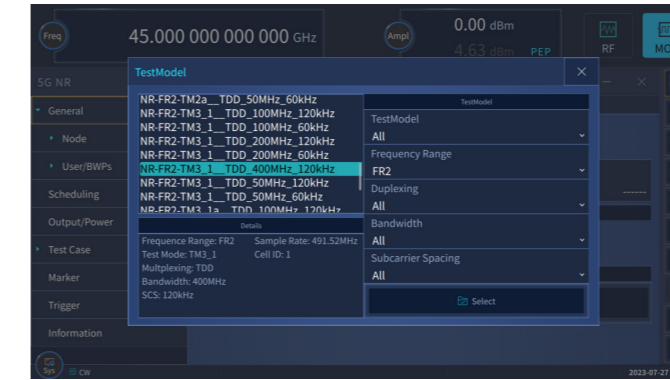 Freq
45.000 000 000 000 GHz
Ampl
0.00 dBm
4.63 dBm PEP
RF
MO
5G NR
TestModel
General
Node
User/BWPs
Scheduling
Output/Power
Test Case
Marker
Trigger
Information
NR-FR2-TM2a__TDD_50MHz_60kHz
NR-FR2-TM3_1__TDD_100MHz_120kHz
NR-FR2-TM3_1__TDD_100MHz_60kHz
NR-FR2-TM3_1__TDD_200MHz_120kHz
NR-FR2-TM3_1__TDD_200MHz_60kHz
NR-FR2-TM3_1__TDD_400MHz_120kHz
NR-FR2-TM3_1__TDD_50MHz_120kHz
NR-FR2-TM3_1__TDD_50MHz_60kHz
NR-FR2-TM3_1a__TDD_100MHz_120kHz
Details
Frequence Range: FR2 Sample Rate: 491.52MHz
Test Mode: TM3_1 Cell ID: 1
Multplexing: TDD
Bandwidth: 400MHz
SCS: 120kHz
TestModel
TestModel
All
Frequency Range
FR2
Duplexing
All
Bandwidth
All
Subcarrier Spacing
All
Select
Sys
CW
2023-07-27